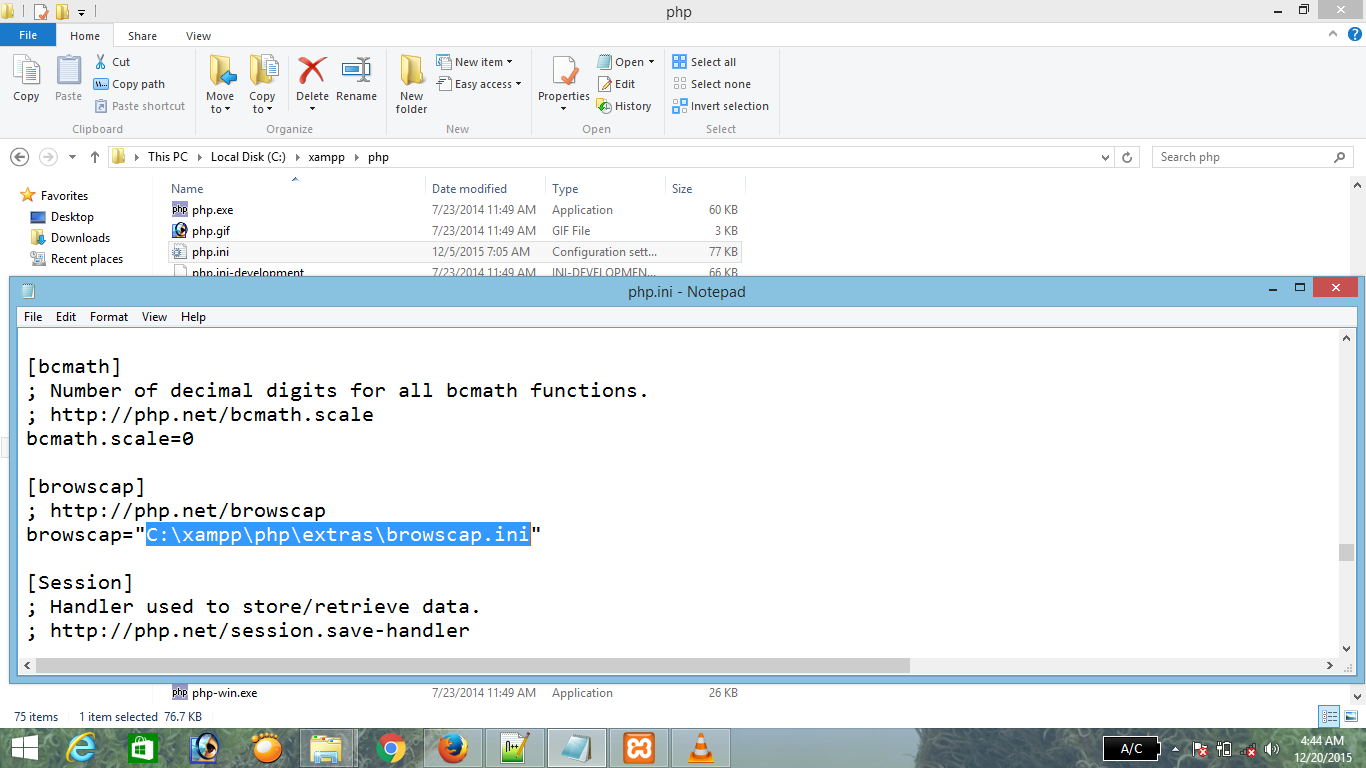 php
File Home Share View
Copy
Paste
Cut
Copy path
Paste shortcut
Clipboard
Move to
Copy to
Delete
Rename
Organize
New folder
New item
Easy access
New
Properties
Open
Edit
History
Open
Select all
Select none
Invert selection
Select
This PC Local Disk (C:) xampp php
Search php
Favorites
Desktop
Downloads
Recent places
Name Date modified Type Size
php.exe 7/23/2014 11:49 AM Application 60 KB
php.gif 7/23/2014 11:49 AM GIF File 3 KB
php.ini 12/5/2015 7:05 AM Configuration sett... 77 KB
php.ini-development 7/23/2014 11:49 AM INI-DEVELOPMEN... 66 KB
php.ini - Notepad
File Edit Format View Help
[bcmath]
; Number of decimal digits for all bcmath functions.
; http://php.net/bcmath.scale
bcmath.scale=0
[browscap]
; http://php.net/browscap
browscap="C:\xampp\php\extras\browscap.ini"
[Session]
; Handler used to store/retrieve data.
; http://php.net/session.save-handler
php php-win.exe 7/23/2014 11:49 AM Application 26 KB
75 items 1 item selected 76.7 KB
A/C
4:44 AM
12/20/2015